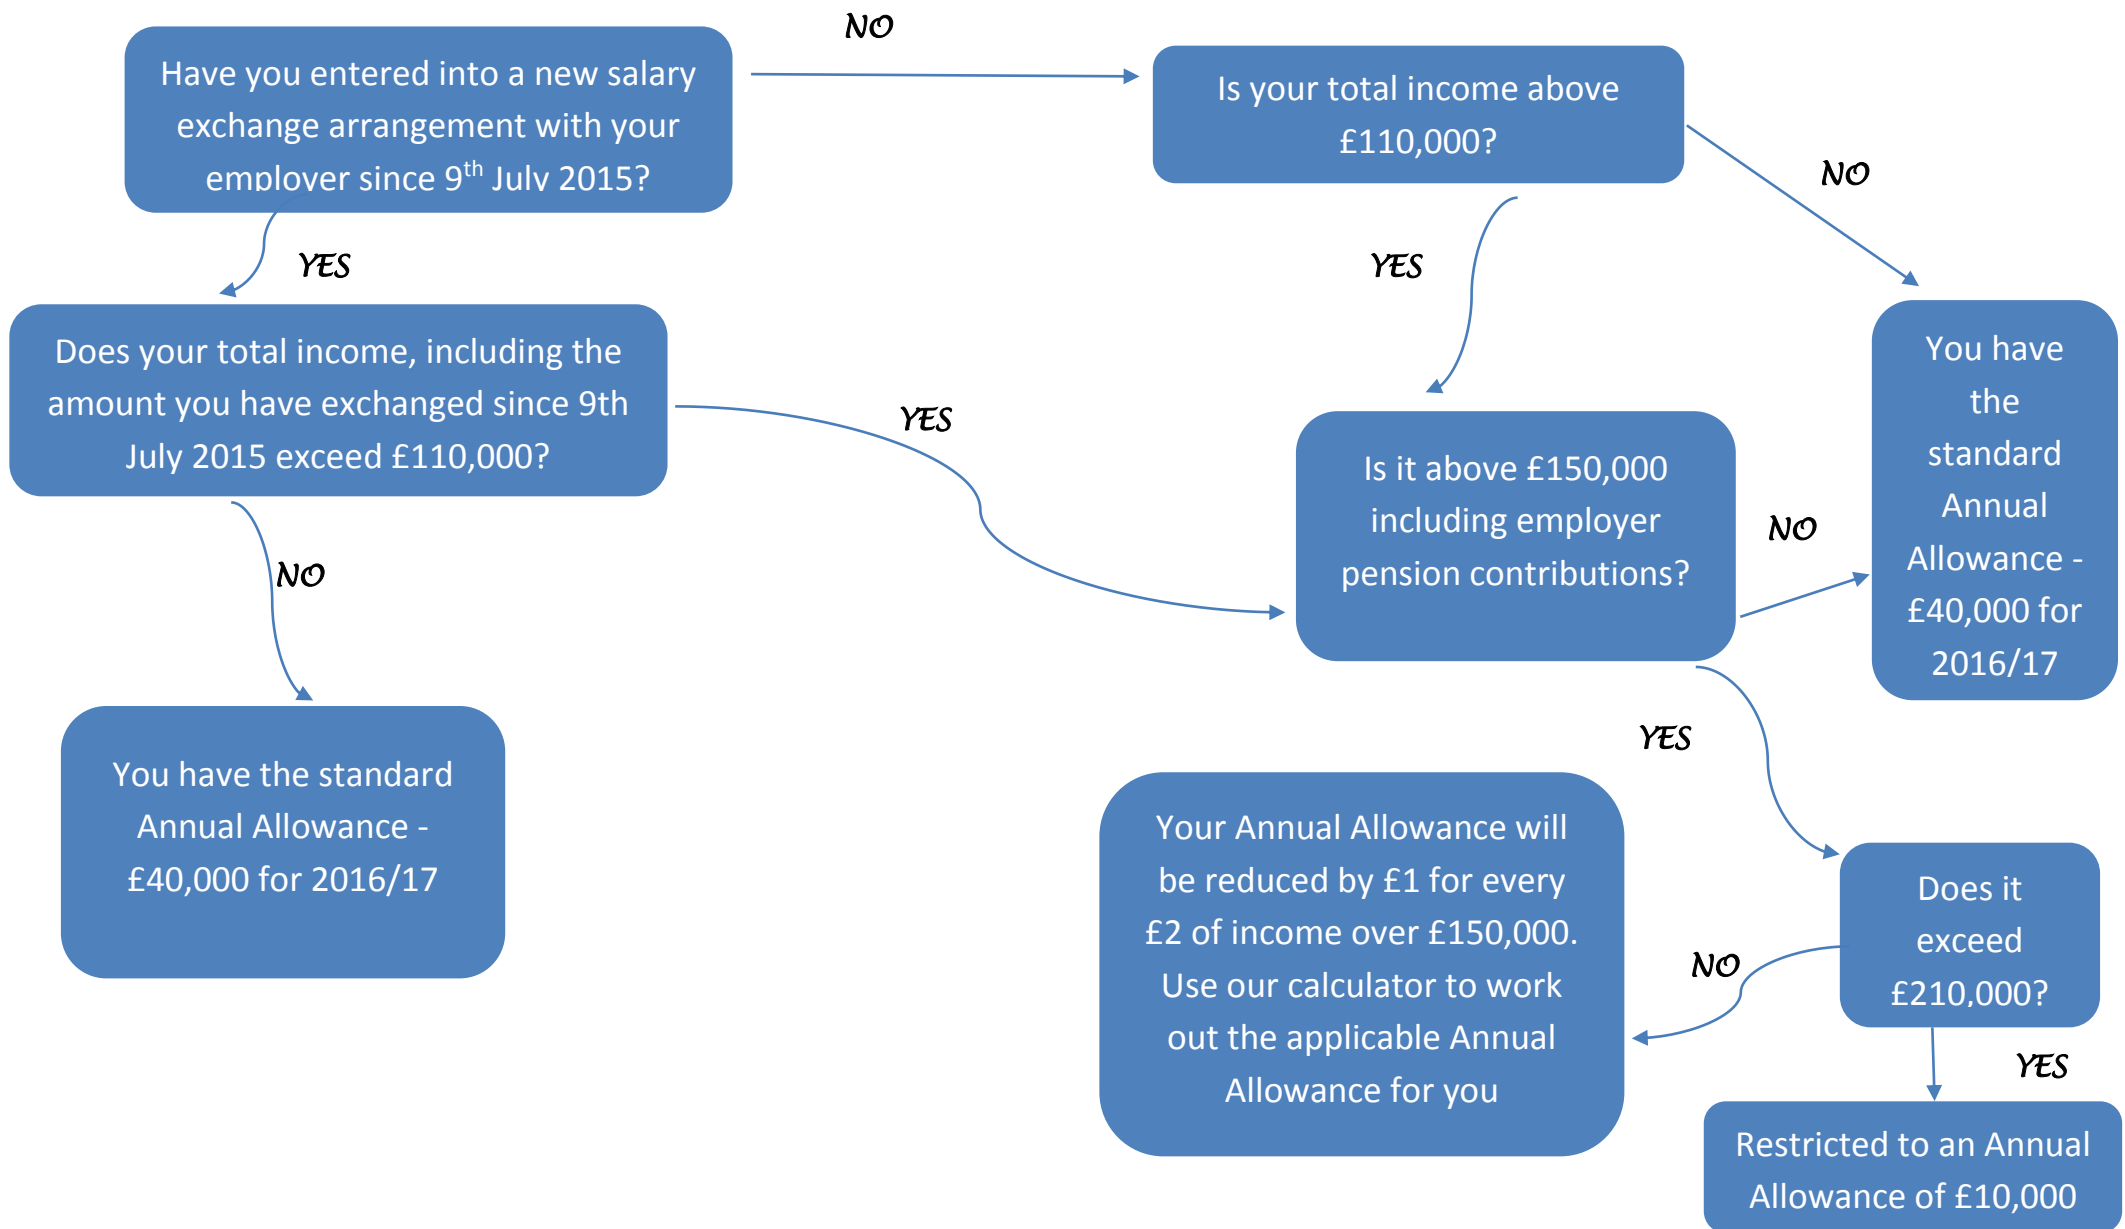 NO
Have you entered into a new salary
exchange arrangement with your
employer since 9th July 2015?
Is your total income above
£110,000?
NO
YES
YES
Does your total income, including the
amount you have exchanged since 9th
July 2015 exceed £110,000?
YES
NO
Is it above £150,000
including employer
pension contributions?
NO
You have
the
standard
Annual
Allowance -
£40,000 for
2016/17
You have the standard
Annual Allowance -
£40,000 for 2016/17
YES
Your Annual Allowance will
be reduced by £1 for every
£2 of income over £150,000.
Use our calculator to work
out the applicable Annual
Allowance for you
NO
Does it
exceed
£210,000?
YES
Restricted to an Annual
Allowance of £10,000